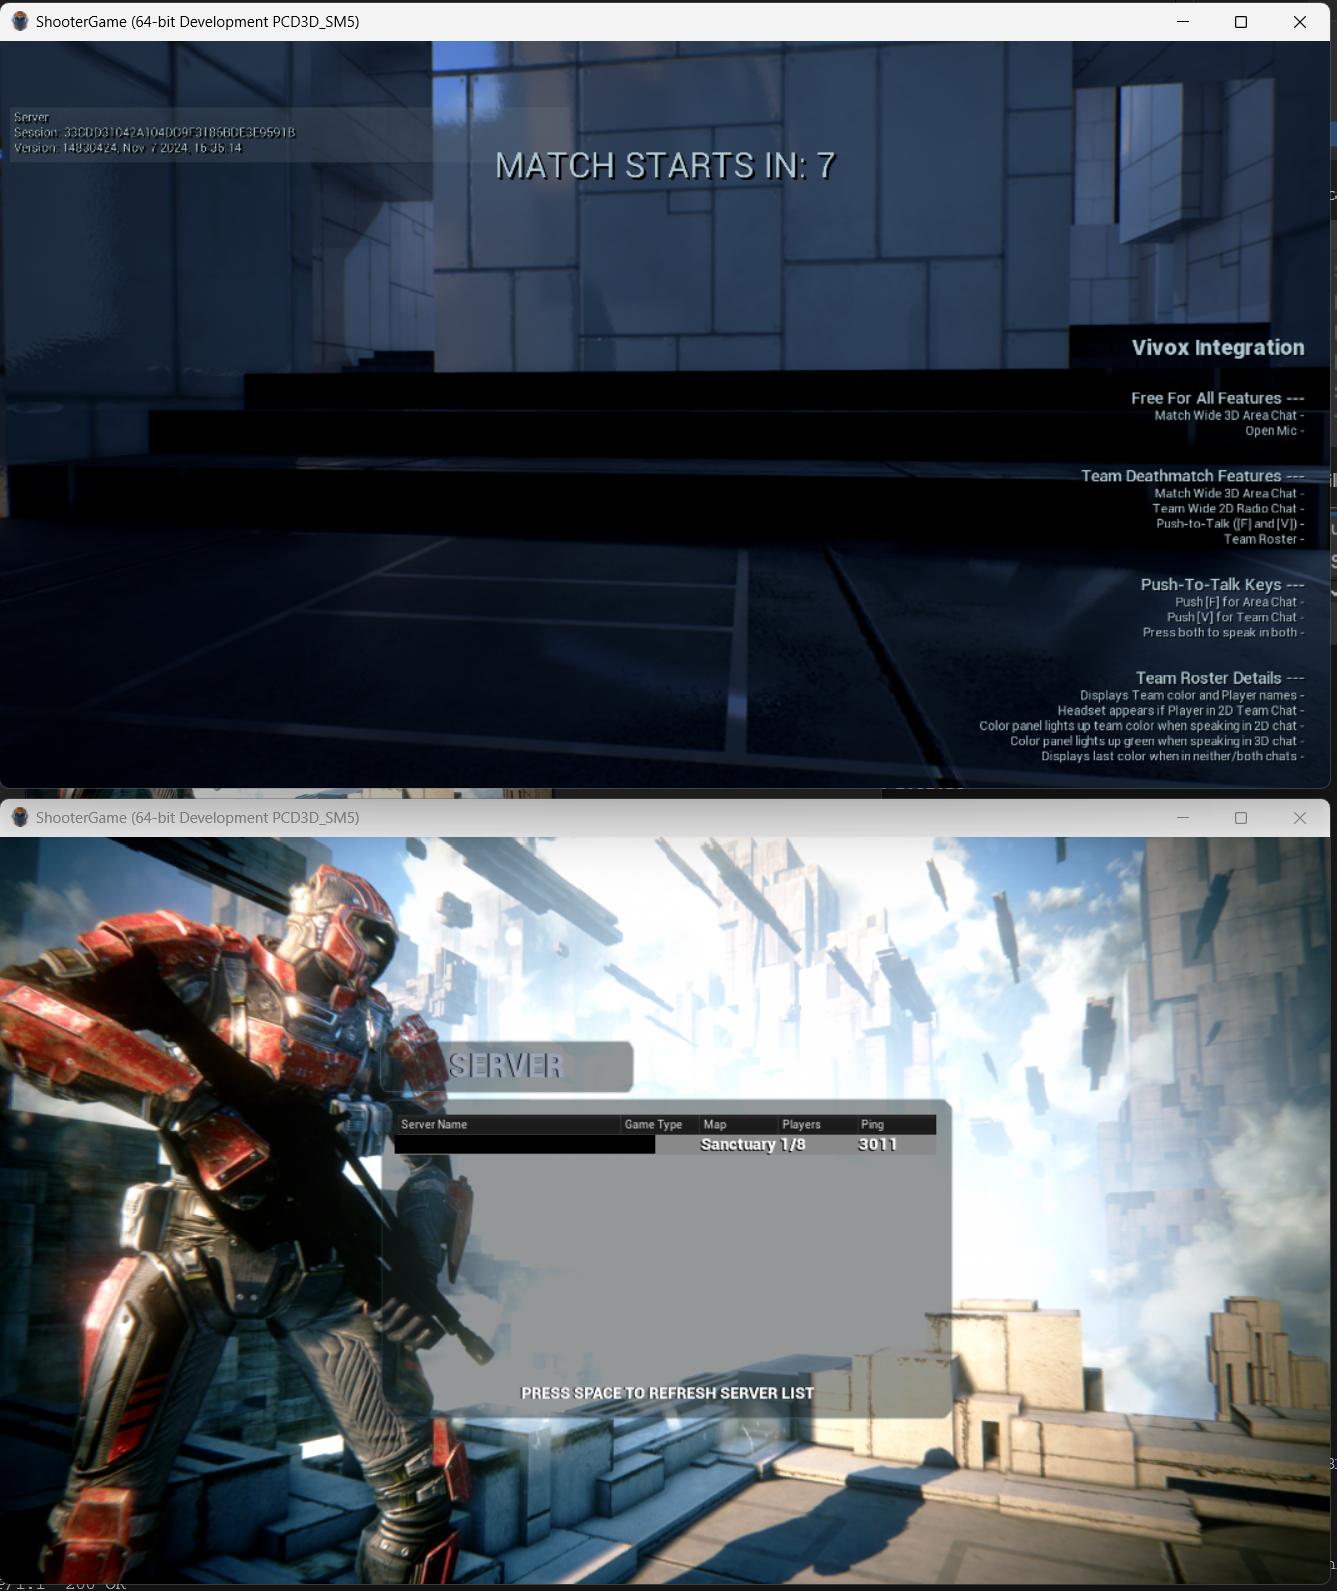 ShooterGame (64-bit Development PCD3D_SM5)
Server
Session: 33CDD31042A104DD9F3186BDE3E9591B
Version: 14830424, Nov 7 2024, 16:36:14
MATCH STARTS IN: 7
Vivox Integration
Free For All Features ---
Match Wide 3D Area Chat -
Open Mic -
Team Deathmatch Features ---
Match Wide 3D Area Chat -
Team Wide 2D Radio Chat -
Push-to-Talk ([F] and [V]) -
Team Roster -
Push-To-Talk Keys ---
Push [F] for Area Chat -
Push [V] for Team Chat -
Press both to speak in both -
Team Roster Details ---
Displays Team color and Player names -
Headset appears if Player in 2D Team Chat -
Color panel lights up team color when speaking in 2D chat -
Color panel lights up green when speaking in 3D chat -
Displays last color when in neither/both chats -
ShooterGame (64-bit Development PCD3D_SM5)
SERVER
Server Name Game Type Map Players Ping
Sanctuary 1/8 3011
PRESS SPACE TO REFRESH SERVER LIST
200 OK